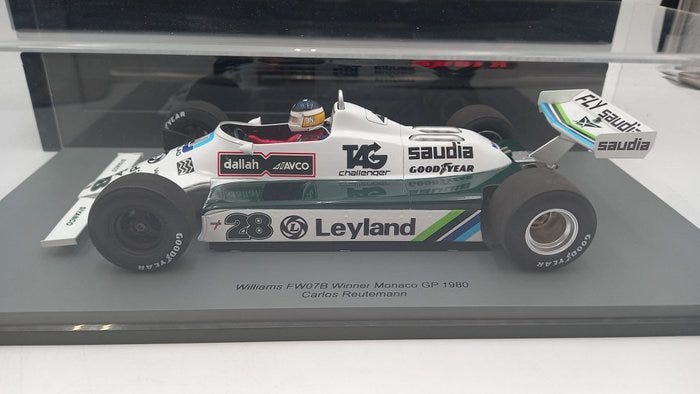 FLY saudia
saudia
dallah AVCO
TAG
challenger
saudia
GOODYEAR
8
28 L Leyland
GOODYEAR
GOODYEAR
Williams FW07B Winner Monaco GP 1980
Carlos Reutemann